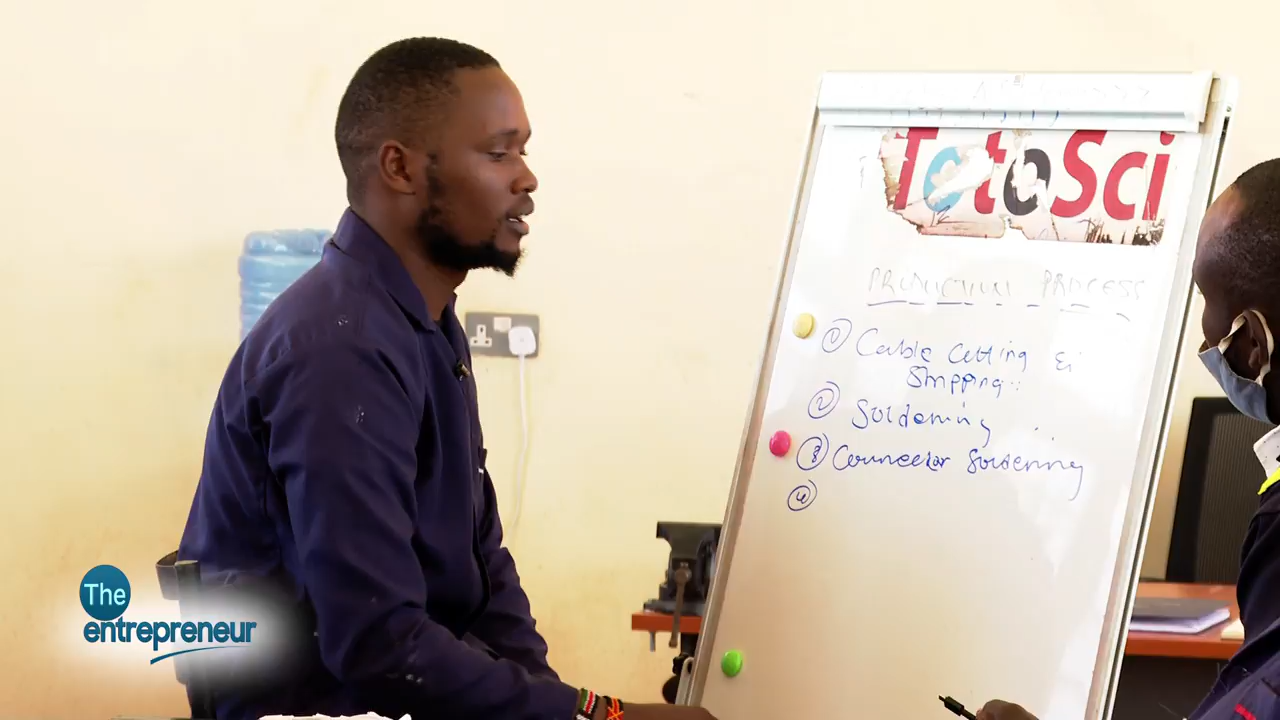 TotoSci
PRODUCTION PROCESS
① Cable Cutting &
Stripping
② Soldering
③ Connector Soldering
④
The
entrepreneur